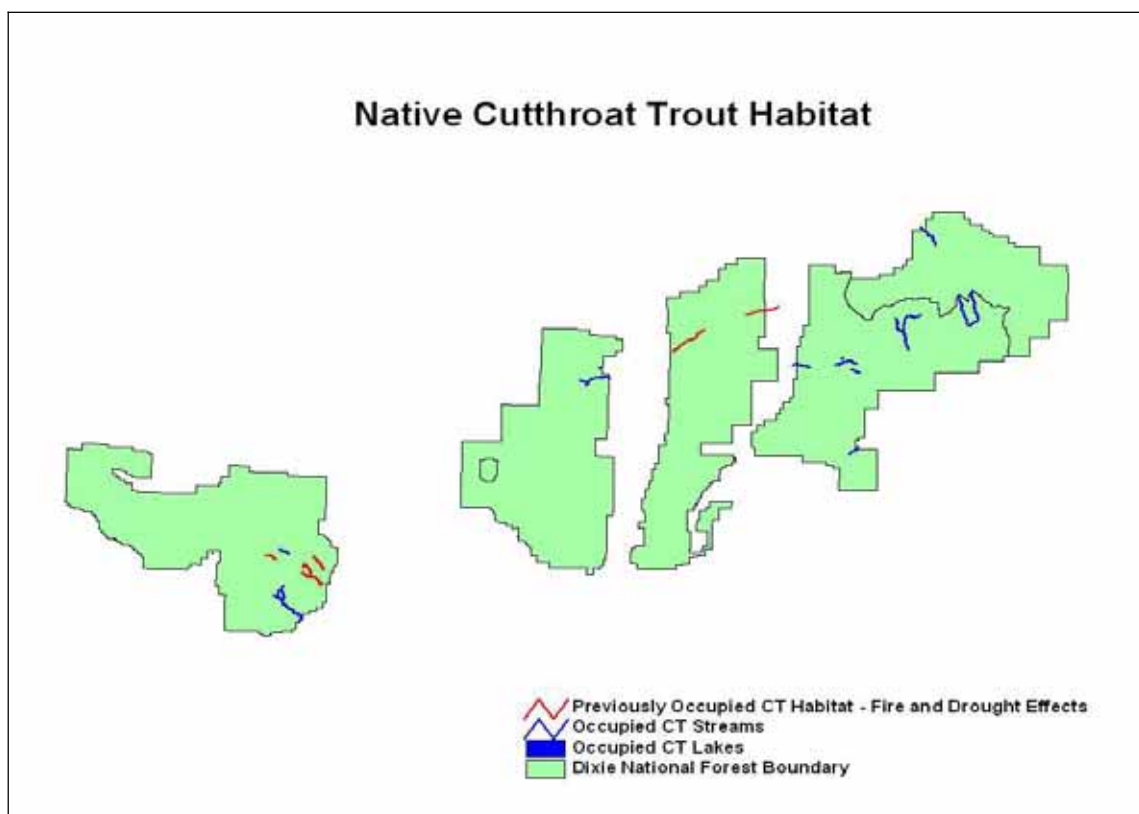 Native Cutthroat Trout Habitat
Previously Occupied CT Habitat - Fire and Drought Effects
Occupied CT Streams
Occupied CT Lakes
Dixie National Forest Boundary